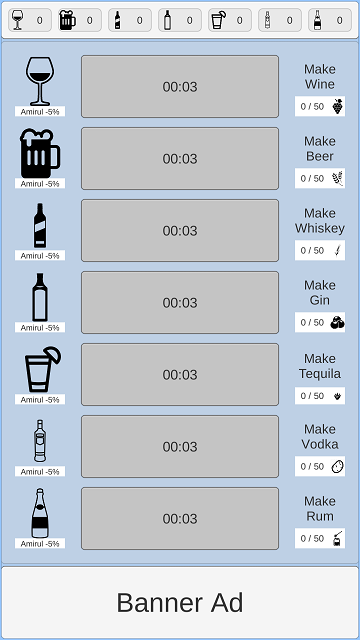 0 0 0 0 0 0 0
Amirul -5%
00:03
Make
Wine
0 / 50
Amirul -5%
00:03
Make
Beer
0 / 50
Amirul -5%
00:03
Make
Whiskey
0 / 50
Amirul -5%
00:03
Make
Gin
0 / 50
Amirul -5%
00:03
Make
Tequila
0 / 50
Amirul -5%
00:03
Make
Vodka
0 / 50
Amirul -5%
00:03
Make
Rum
0 / 50
Banner Ad